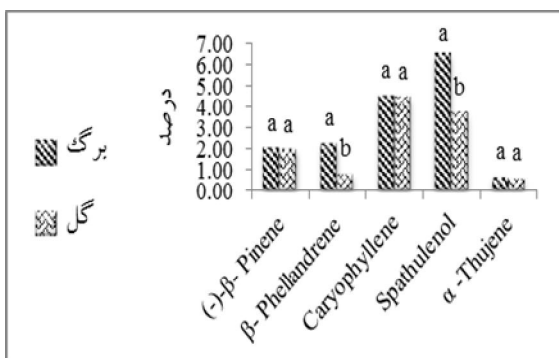 برگ
گل
درصد
7.00
6.00
5.00
4.00
3.00
2.00
1.00
0.00
a a
a b
a a
a b
a a
(-)-β- Pinene
β- Phellandrene
Caryophyllene
Spathulenol
α -Thujene